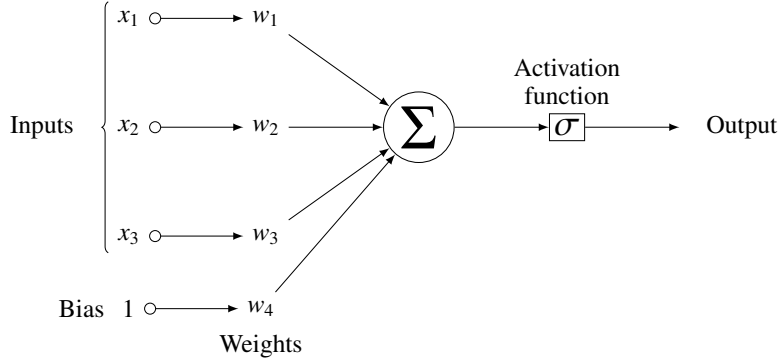 x₁ w₁
Activation
function
Inputs x₂ w₂ Σ σ Output
x₃ w₃
Bias 1 w₄
Weights